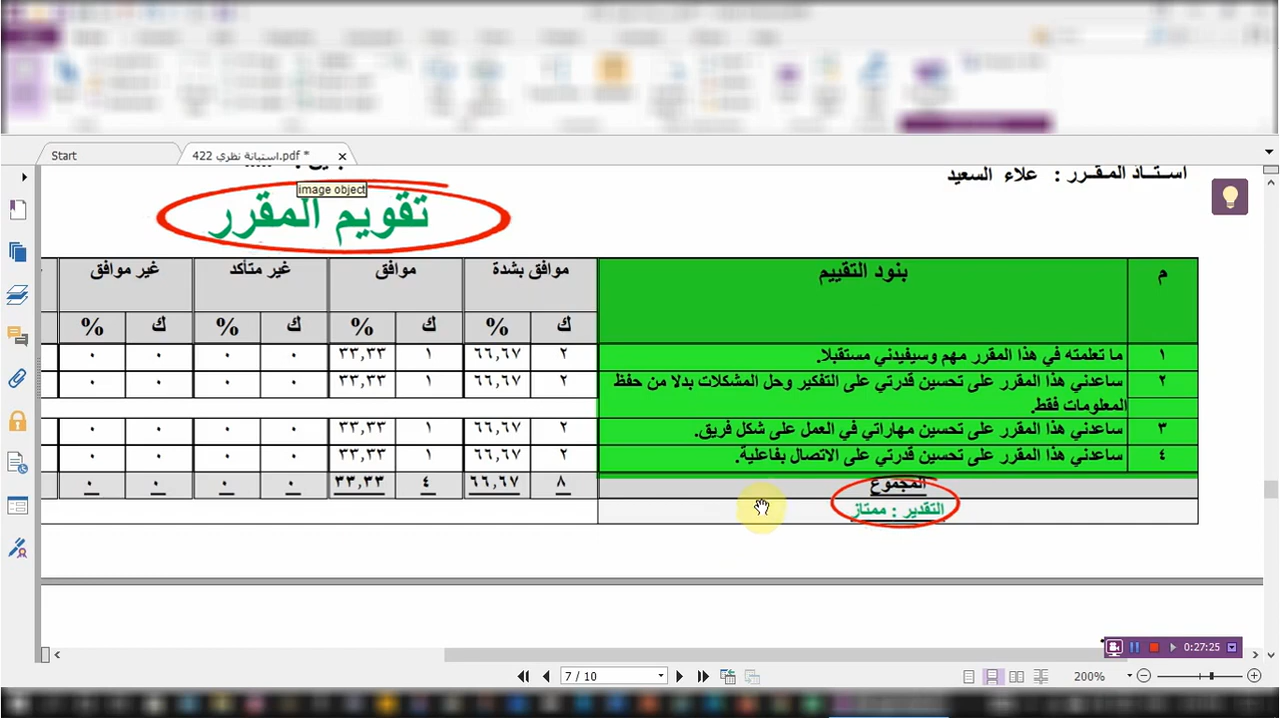 Start
استبانة نظري 422.pdf *
image object
استاد المقرر : علاء السعيد
تقويم المقرر
م بنود التقييم موافق بشدة موافق غير متأكد غير موافق
ك % ك % ك % ك %
١ ما تعلمته في هذا المقرر مهم وسيفيدني مستقبلا. ٢ ٦٦,٦٧ ١ ٣٣,٣٣ ٠ ٠ ٠ ٠
٢ ساعدني هذا المقرر على تحسين قدرتي على التفكير وحل المشكلات بدلا من حفظ ٢ ٦٦,٦٧ ١ ٣٣,٣٣ ٠ ٠ ٠ ٠
المعلومات فقط.
٣ ساعدني هذا المقرر على تحسين مهاراتي في العمل على شكل فريق. ٢ ٦٦,٦٧ ١ ٣٣,٣٣ ٠ ٠ ٠ ٠
٤ ساعدني هذا المقرر على تحسين قدرتي على الاتصال بفاعلية. ٢ ٦٦,٦٧ ١ ٣٣,٣٣ ٠ ٠ ٠ ٠
المجموع ٨ ٦٦,٦٧ ٤ ٣٣,٣٣ ٠ ٠ ٠ ٠
التقدير : ممتاز
0:27:25
7 / 10
200%